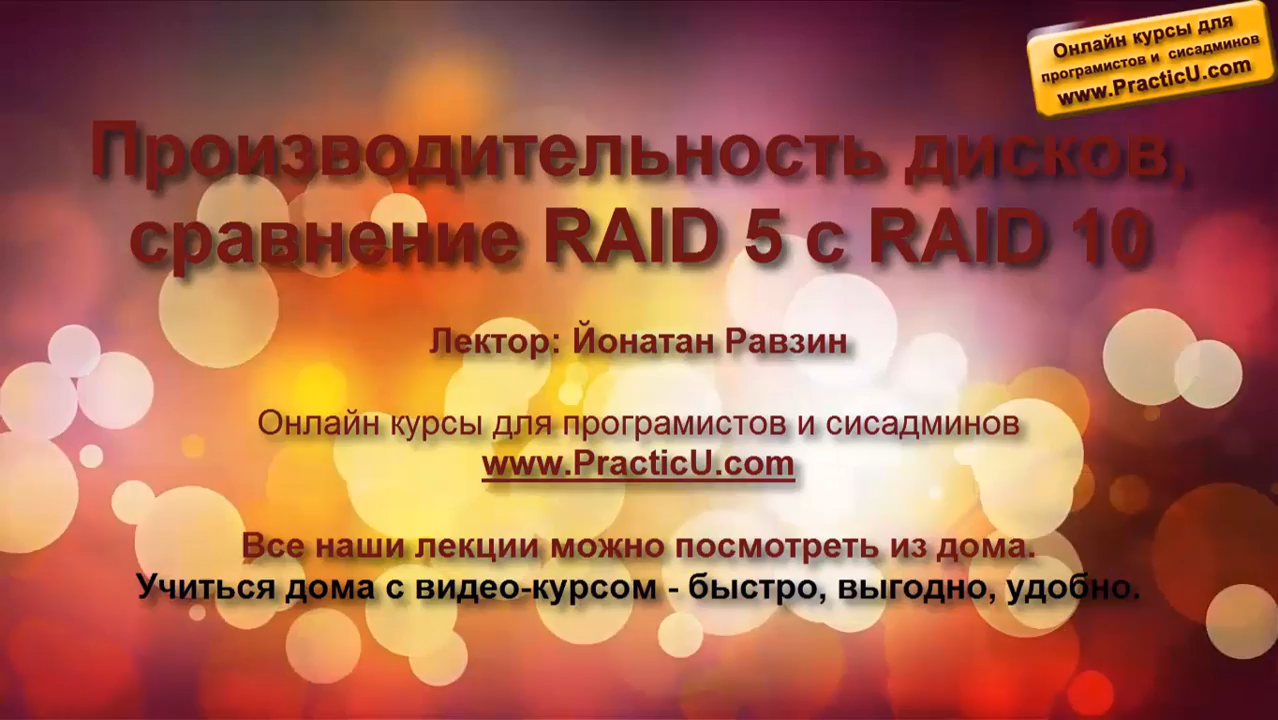 Онлайн курсы для
програмистов и сисадминов
www.PracticU.com
Производительность дисков,
сравнение RAID 5 с RAID 10
Лектор: Йонатан Равзин
Онлайн курсы для програмистов и сисадминов
www.PracticU.com
Все наши лекции можно посмотреть из дома.
Учиться дома с видео-курсом - быстро, выгодно, удобно.